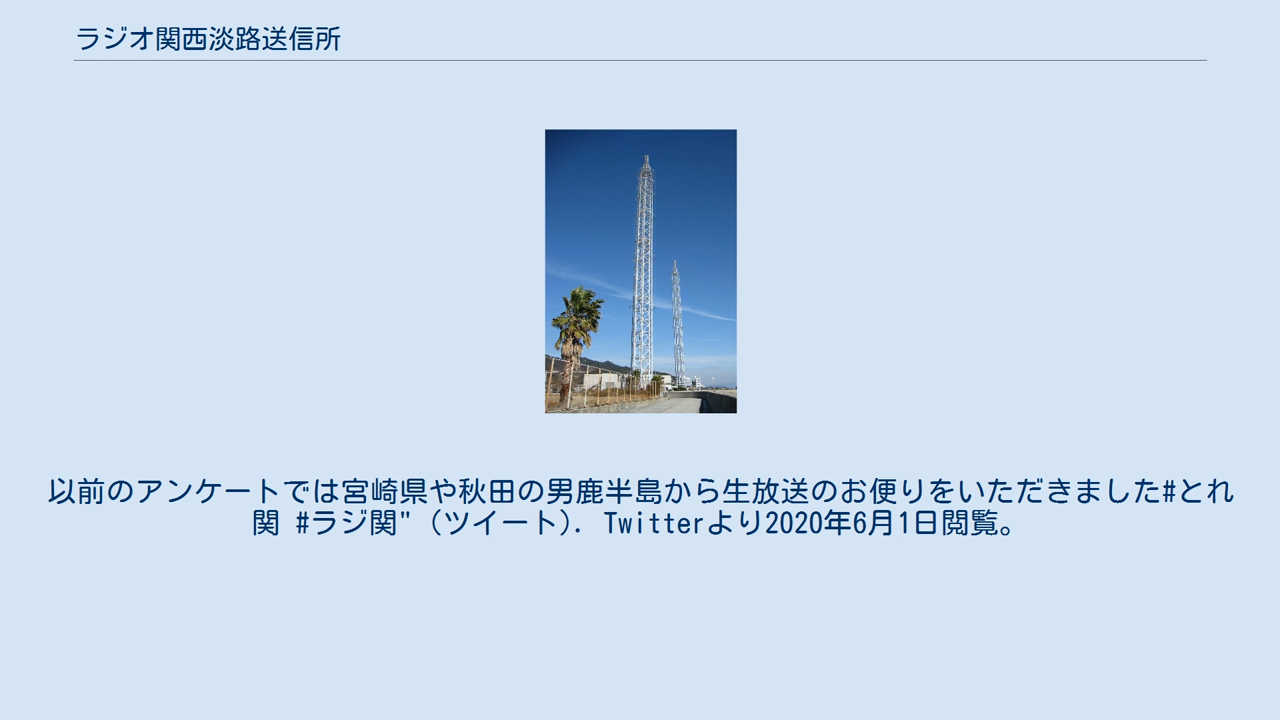 ラジオ関西淡路送信所
以前のアンケートでは宮崎県や秋田の男鹿半島から生放送のお便りをいただきました#とれ
関 #ラジ関" (ツイート). Twitterより2020年6月1日閲覧。